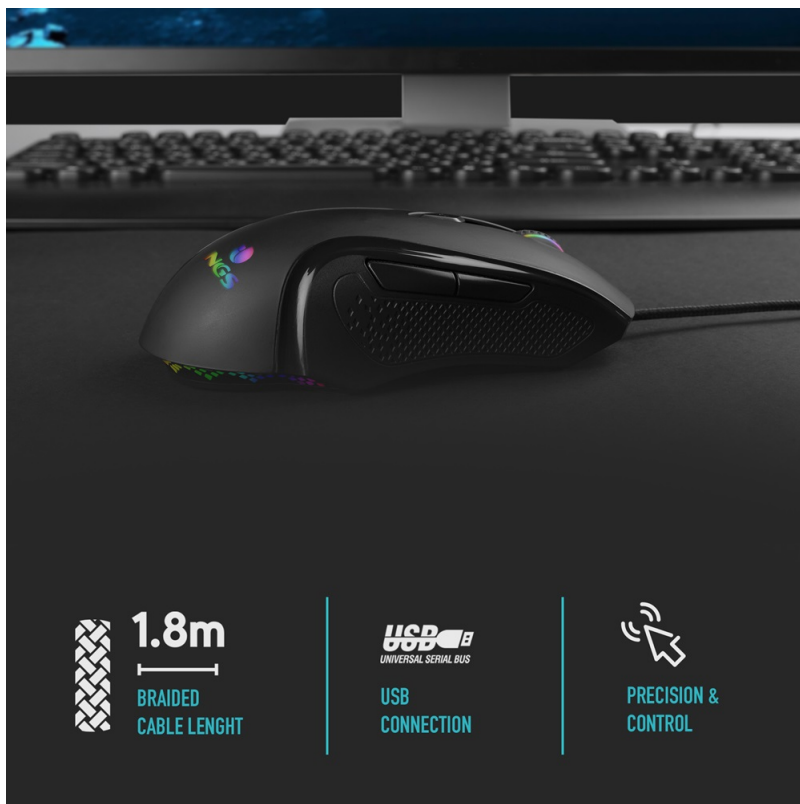 NGS
1.8m
BRAIDED
CABLE LENGHT
USB
UNIVERSAL SERIAL BUS
USB
CONNECTION
PRECISION &
CONTROL